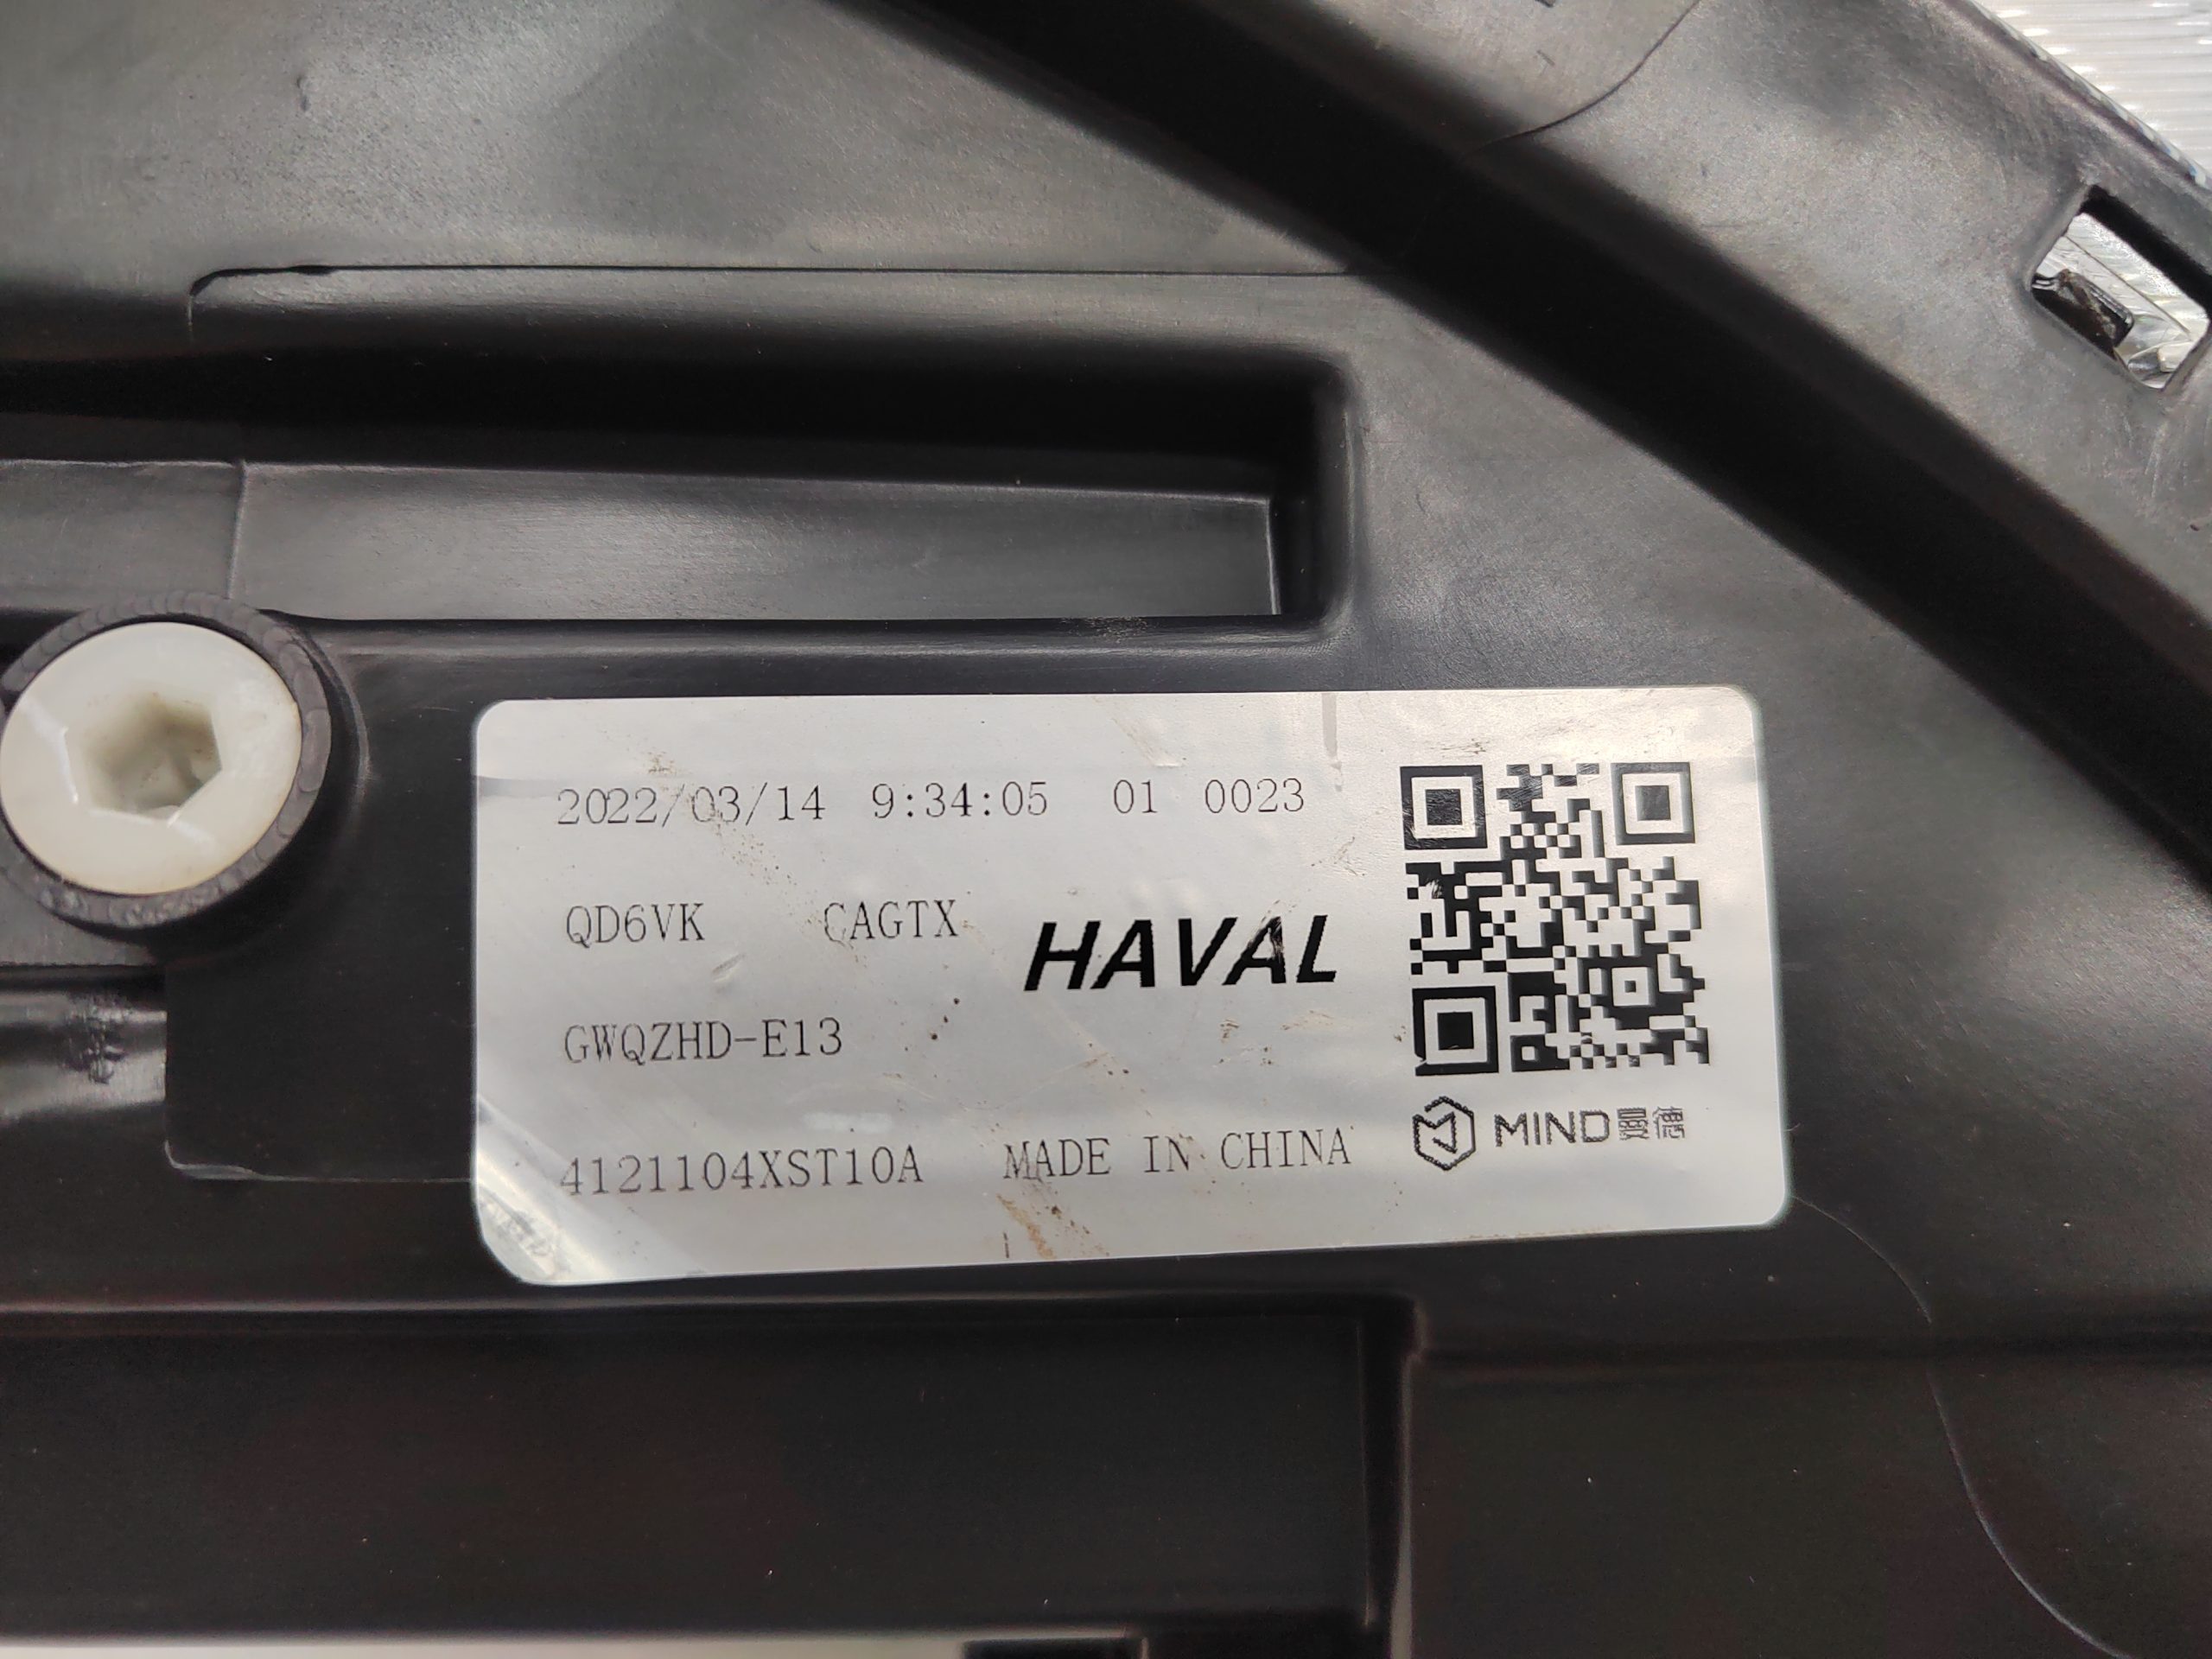 2022/03/14 9:34:05 01 0023
QD6VK CAGTX
HAVAL
GWQZHD-E13
4121104XST10A MADE IN CHINA
MIND曼德